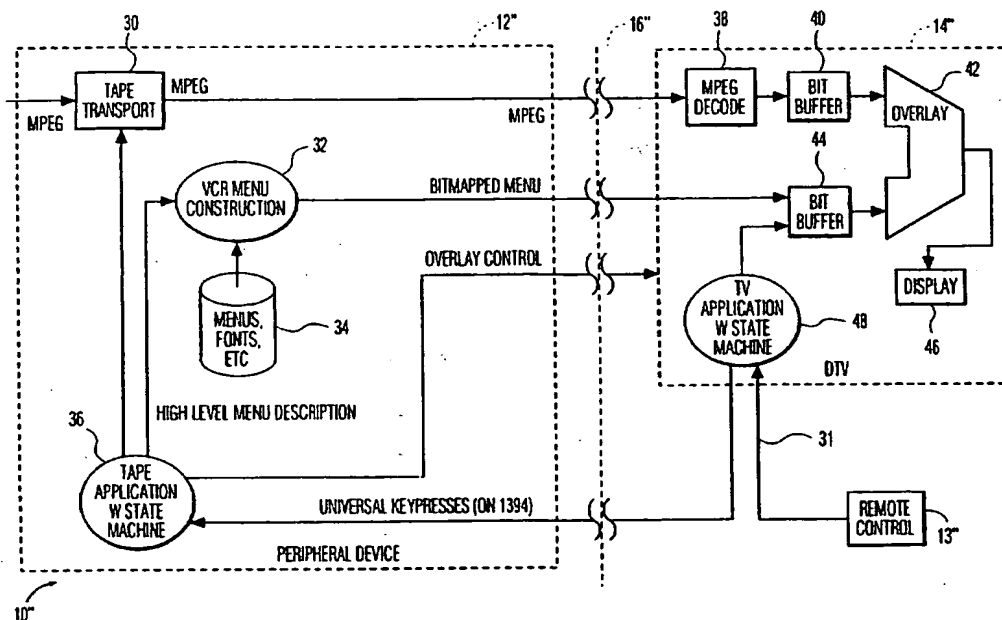 30
12"
16"
38
40
14"
TAPE
TRANSPORT
MPEG
MPEG
MPEG
MPEG
DECODE
BIT
BUFFER
42
OVERLAY
32
VCR MENU
CONSTRUCTION
BITMAPPED MENU
44
BIT
BUFFER
OVERLAY CONTROL
MENUS,
FONTS,
ETC
34
TV
APPLICATION
W STATE
MACHINE
48
DISPLAY
46
DTV
HIGH LEVEL MENU DESCRIPTION
36
TAPE
APPLICATION
W STATE
MACHINE
31
UNIVERSAL KEYPRESSES (ON 1394)
REMOTE
CONTROL
13"
PERIPHERAL DEVICE
10"